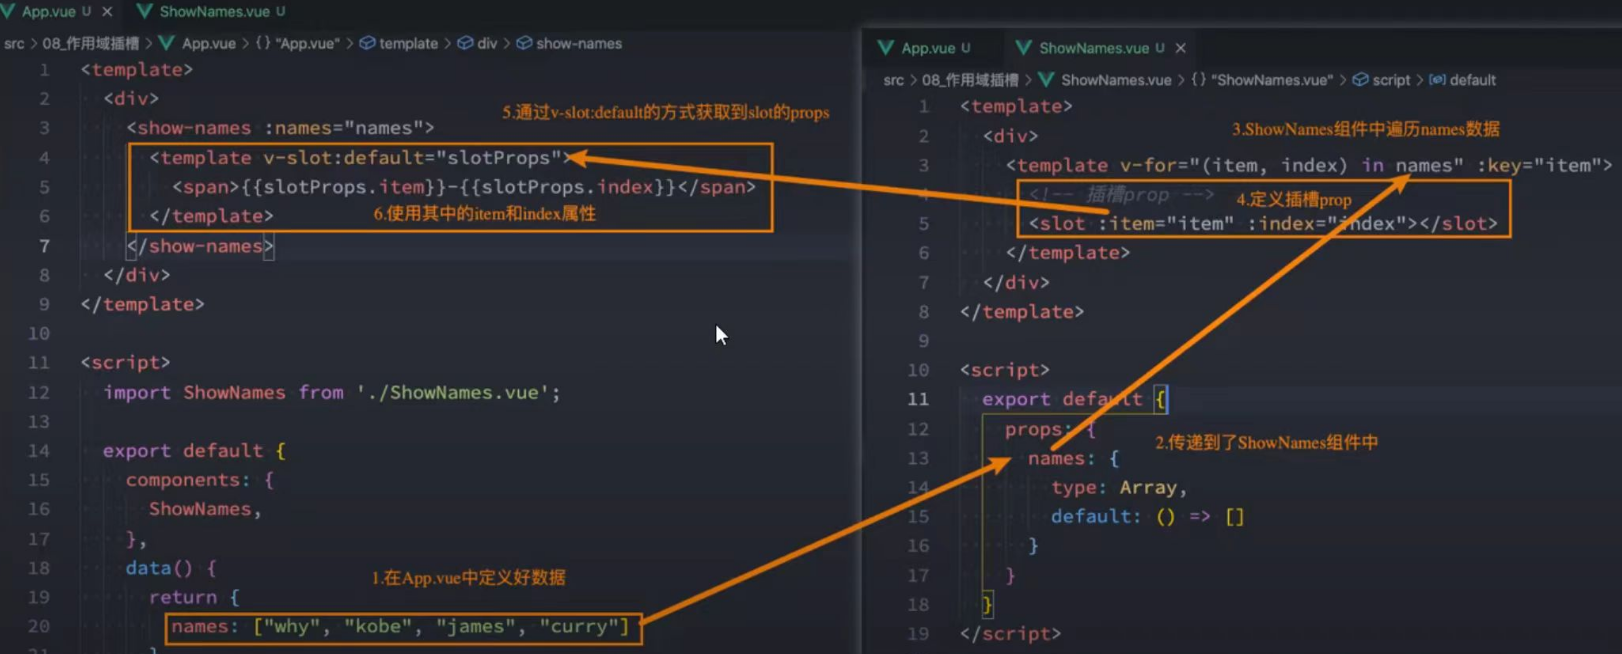 App.vue U ×
ShowNames.vue U
src > 08_作用域插槽 > App.vue > {} "App.vue" > template > div > show-names
1 <template>
2 <div>
5.通过v-slot:default的方式获取到slot的props
3 <show-names :names="names">
4 <template v-slot:default="slotProps">
5 <span>{{slotProps.item}}-{{slotProps.index}}</span>
6 </template>
6.使用其中的item和index属性
7 </show-names>
8 </div>
9 </template>
10
11 <script>
12 import ShowNames from './ShowNames.vue';
13
14 export default {
15 components: {
16 ShowNames,
17 },
18 data() {
1.在App.vue中定义好数据
19 return {
20 names: ["why", "kobe", "james", "curry"]
21 }
App.vue U
ShowNames.vue U ×
src > 08_作用域插槽 > ShowNames.vue > {} "ShowNames.vue" > script > default
1 <template>
2 <div>
3.ShowNames组件中遍历names数据
3 <template v-for="(item, index) in names" :key="item">
4 <!-- 插槽prop -->
4.定义插槽prop
5 <slot :item="item" :index="index"></slot>
6 </template>
7 </div>
8 </template>
9
10 <script>
11 export default {
12 props: {
2.传递到了ShowNames组件中
13 names: {
14 type: Array,
15 default: () => []
16 }
17 }
18 }
19 </script>